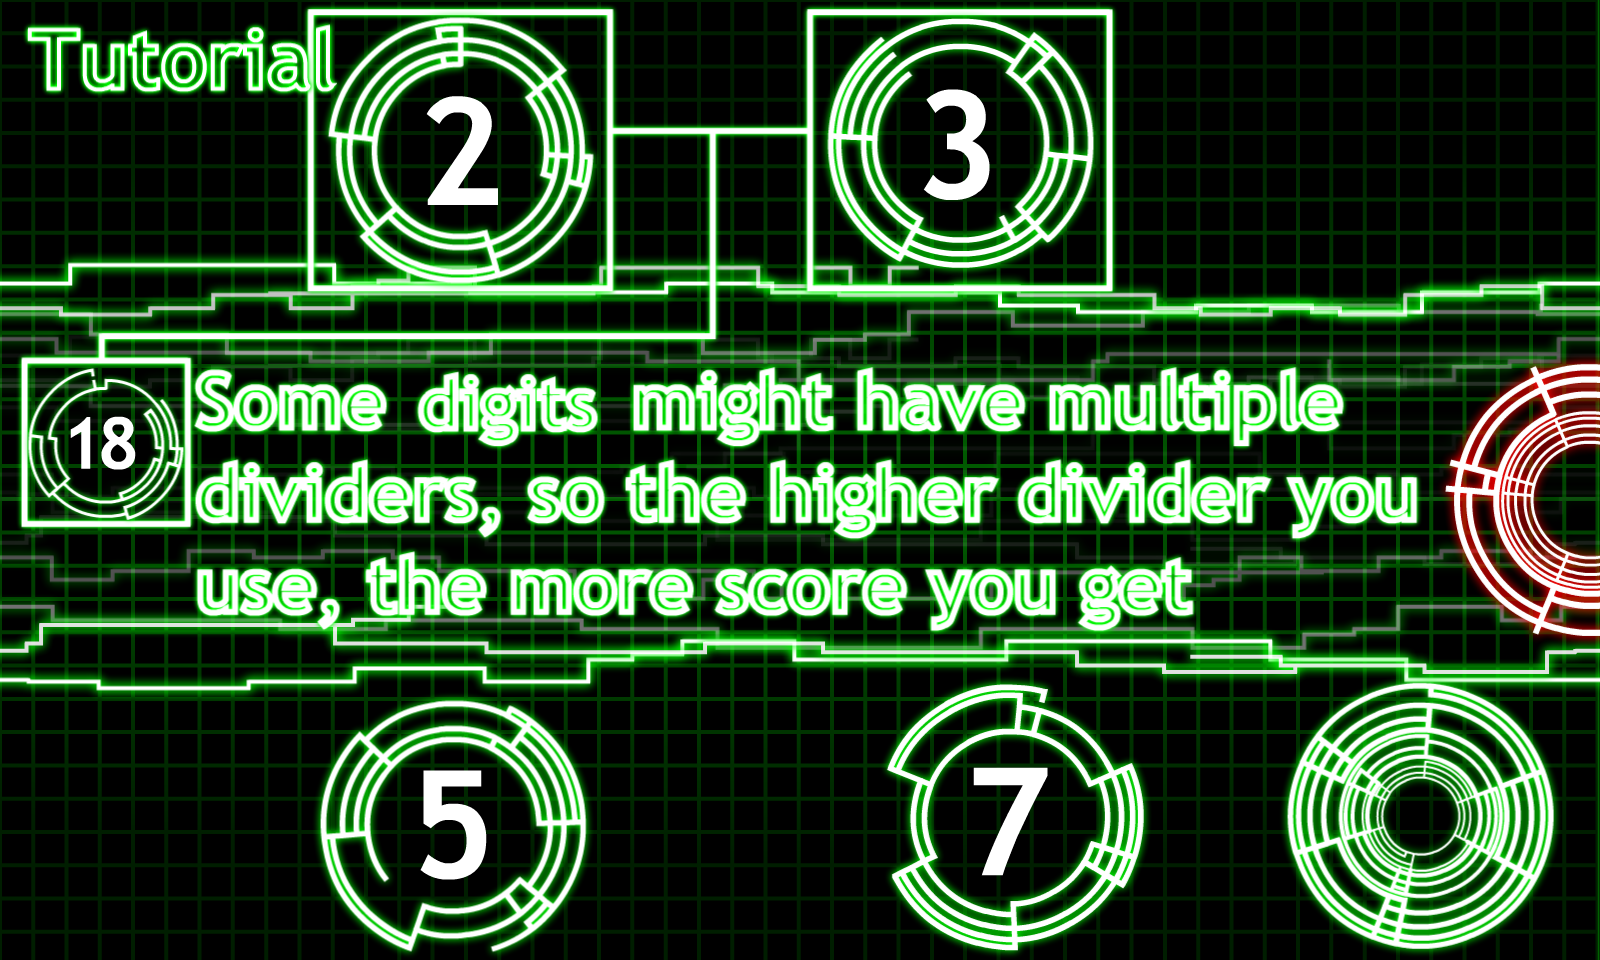 Tutorial
2
3
18
Some digits might have multiple
dividers, so the higher divider you
use, the more score you get
5
7